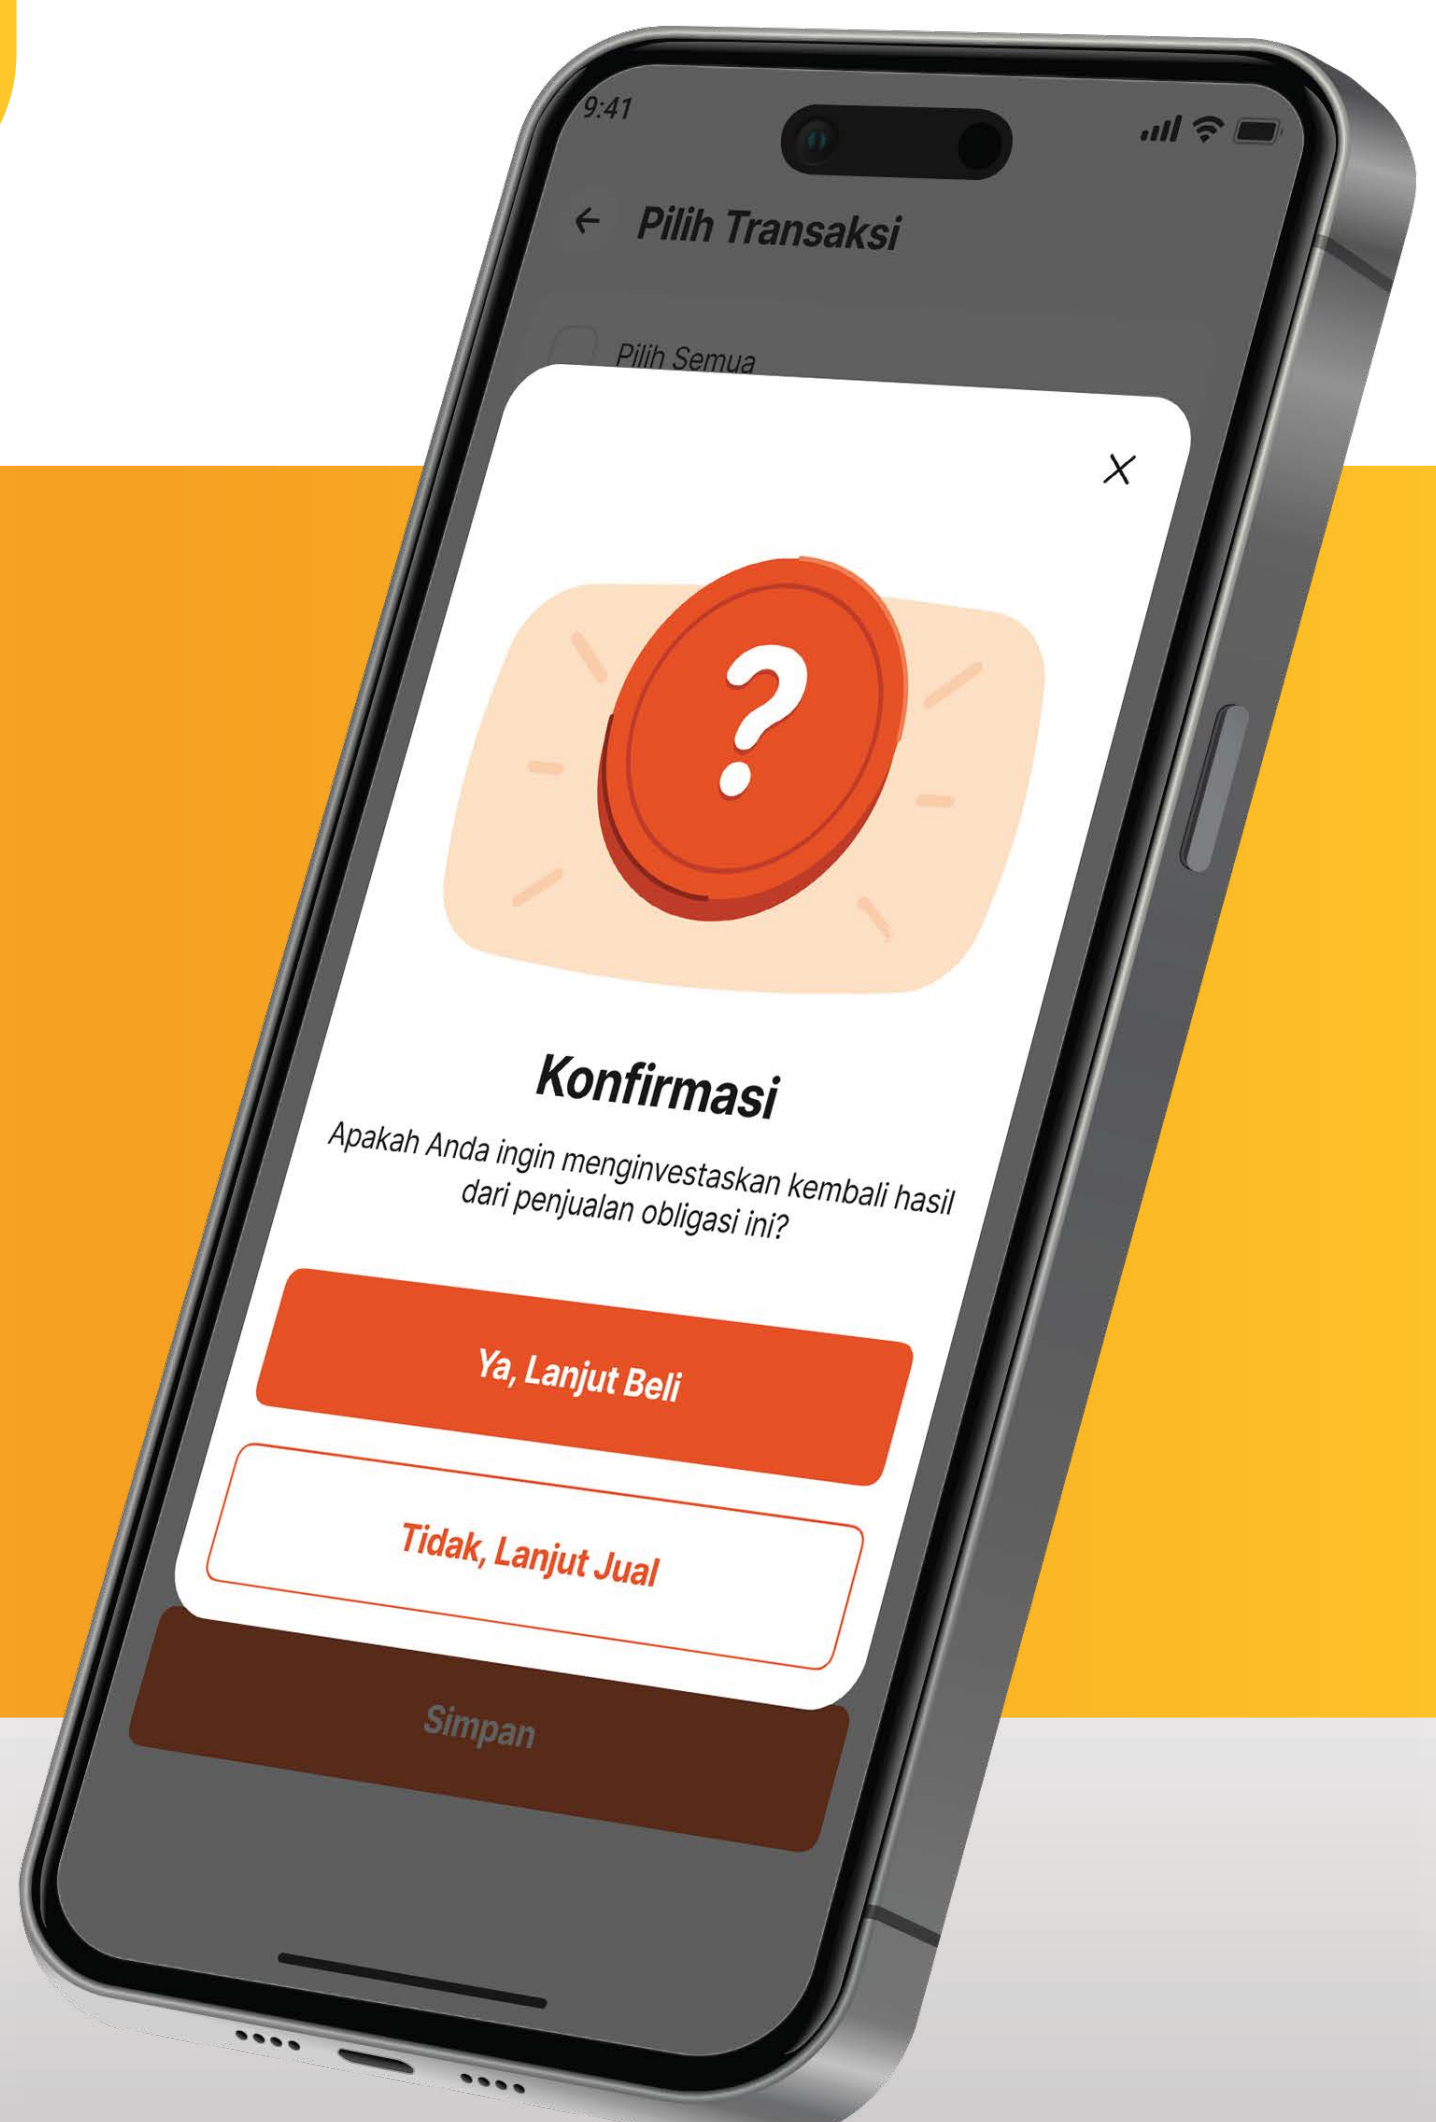 9:41
Pilih Transaksi
Pilih Semua
?
Konfirmasi
Apakah Anda ingin menginvestaskan kembali hasil
dari penjualan obligasi ini?
Ya, Lanjut Beli
Tidak, Lanjut Jual
Simpan